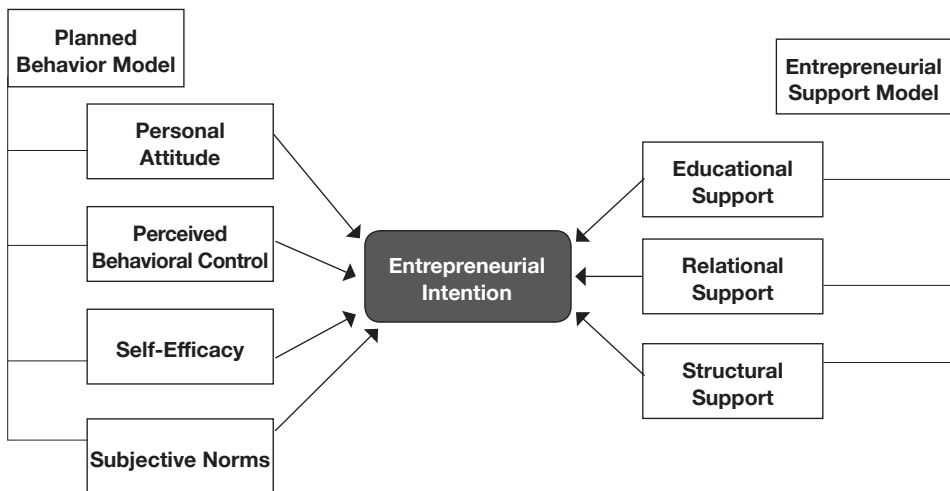 Planned
Behavior Model
Personal
Attitude
Perceived
Behavioral Control
Self-Efficacy
Subjective Norms
Entrepreneurial
Intention
Entrepreneurial
Support Model
Educational
Support
Relational
Support
Structural
Support